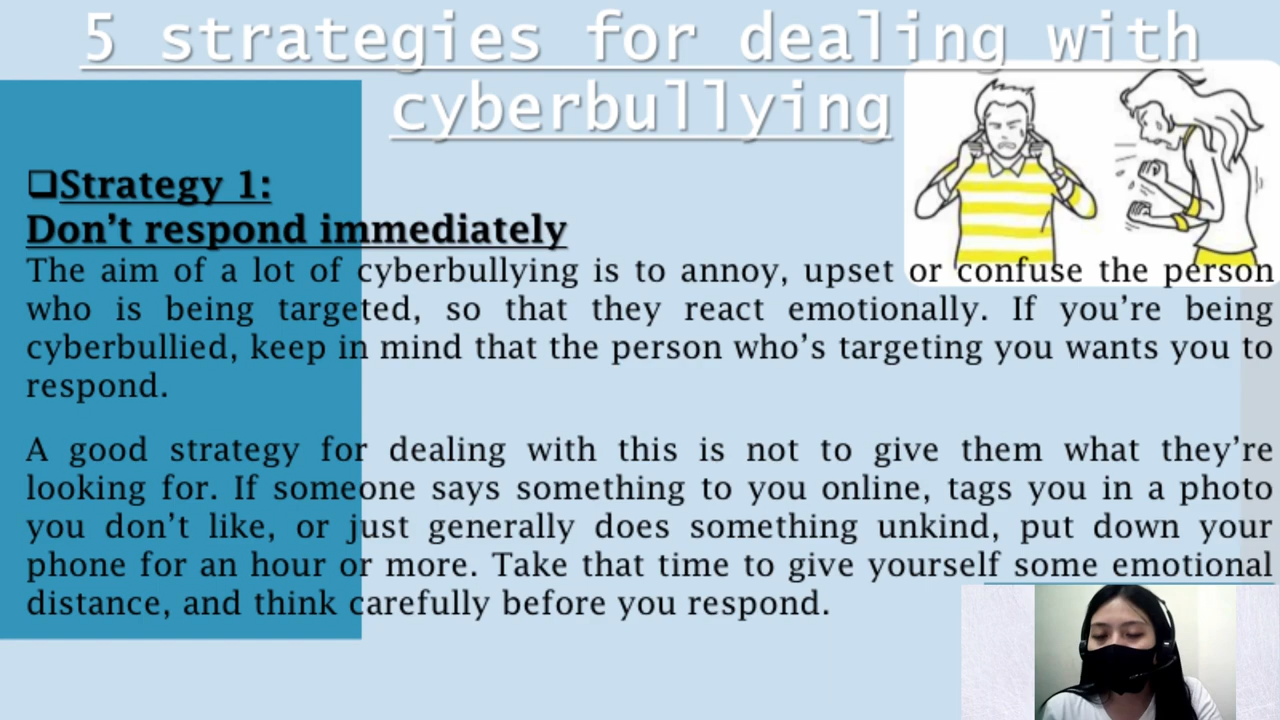 5 strategies for dealing with
cyberbullying
❑Strategy 1:
Don’t respond immediately
The aim of a lot of cyberbullying is to annoy, upset or confuse the person
who is being targeted, so that they react emotionally. If you’re being
cyberbullied, keep in mind that the person who’s targeting you wants you to
respond.
A good strategy for dealing with this is not to give them what they’re
looking for. If someone says something to you online, tags you in a photo
you don’t like, or just generally does something unkind, put down your
phone for an hour or more. Take that time to give yourself some emotional
distance, and think carefully before you respond.